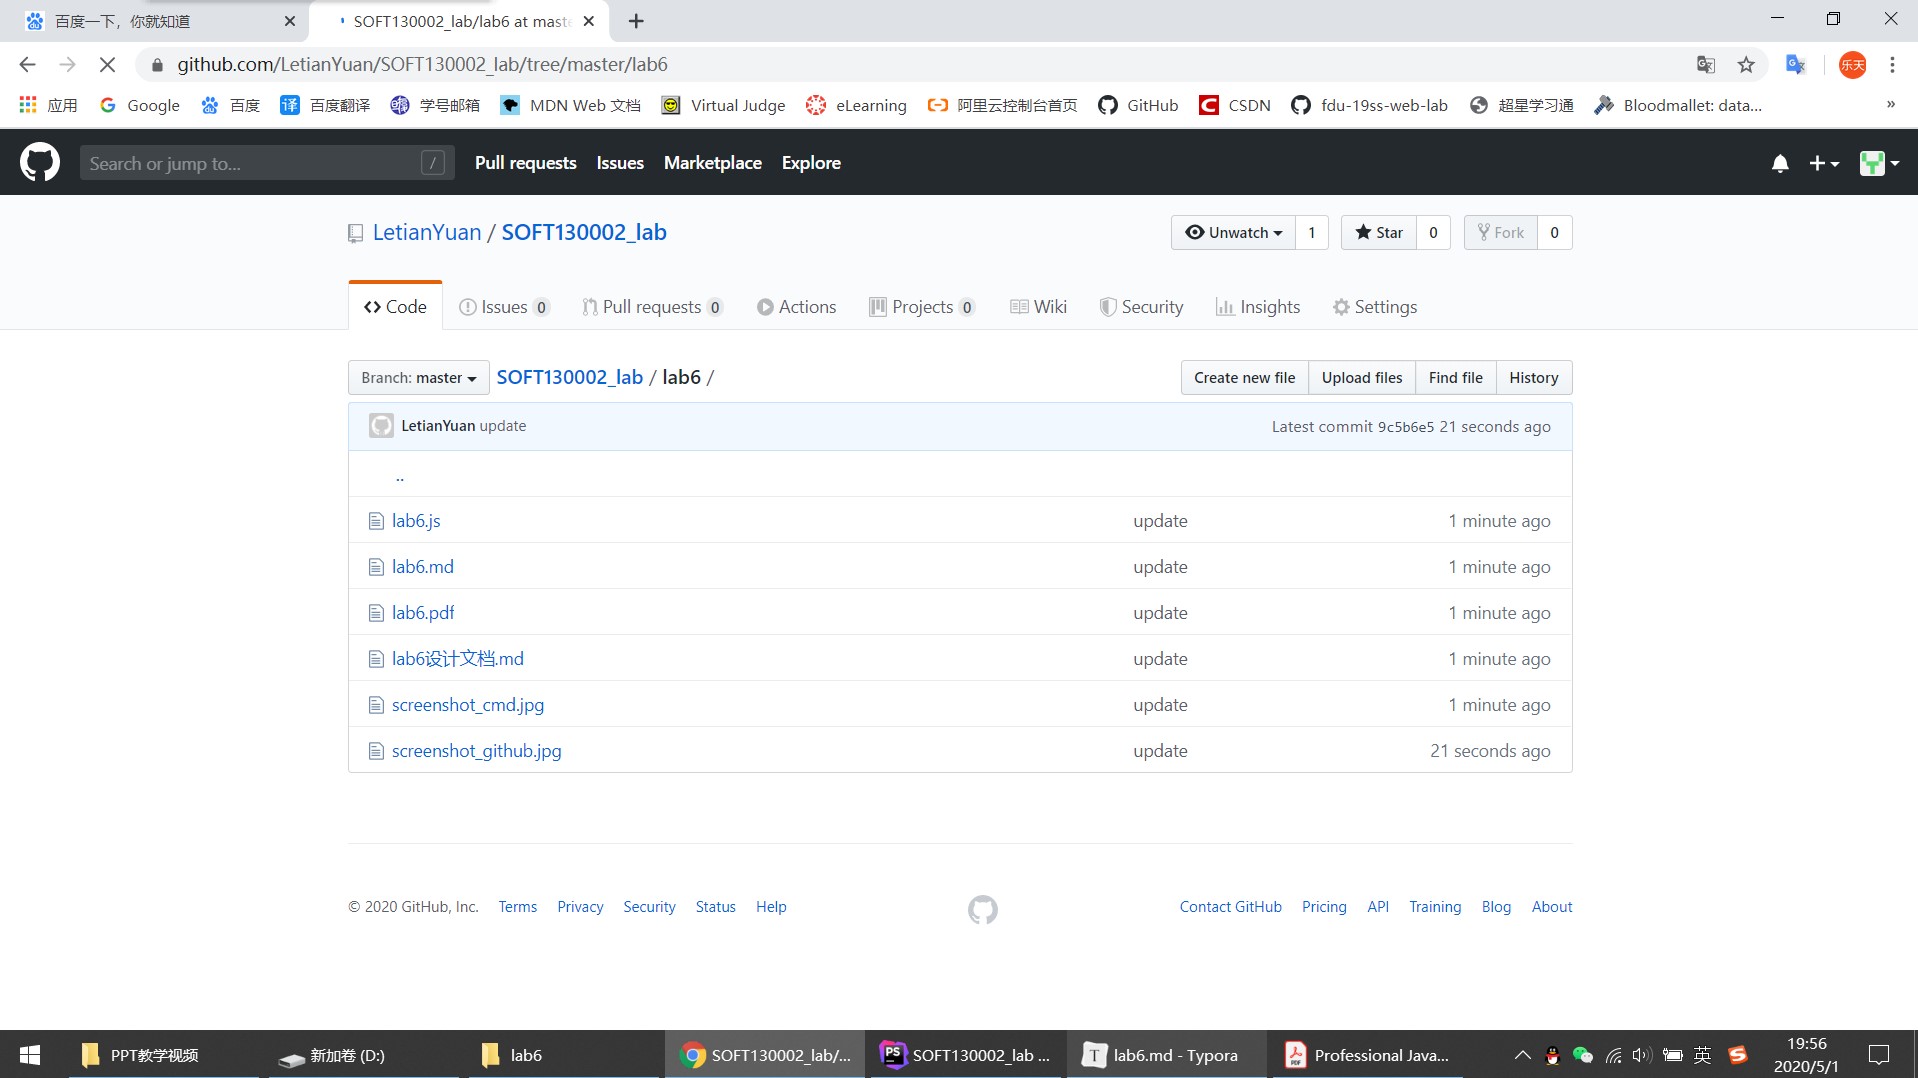 百度一下，你就知道
SOFT130002_lab/lab6 at mast
github.com/LetianYuan/SOFT130002_lab/tree/master/lab6
乐天
应用 Google 百度 百度翻译 学号邮箱 MDN Web 文档 Virtual Judge eLearning 阿里云控制台首页 GitHub CSDN fdu-19ss-web-lab 超星学习通 Bloodmallet: data... »
Search or jump to... / Pull requests Issues Marketplace Explore
LetianYuan / SOFT130002_lab Unwatch 1 Star 0 Fork 0
Code Issues 0 Pull requests 0 Actions Projects 0 Wiki Security Insights Settings
Branch: master SOFT130002_lab / lab6 / Create new file Upload files Find file History
LetianYuan update Latest commit 9c5b6e5 21 seconds ago
..
lab6.js update 1 minute ago
lab6.md update 1 minute ago
lab6.pdf update 1 minute ago
lab6设计文档.md update 1 minute ago
screenshot_cmd.jpg update 1 minute ago
screenshot_github.jpg update 21 seconds ago
© 2020 GitHub, Inc. Terms Privacy Security Status Help Contact GitHub Pricing API Training Blog About
PPT教学视频 新加卷 (D:) lab6 SOFT130002_lab/... PS SOFT130002_lab ... T lab6.md - Typora PDF Professional Java... 英 19:56
2020/5/1